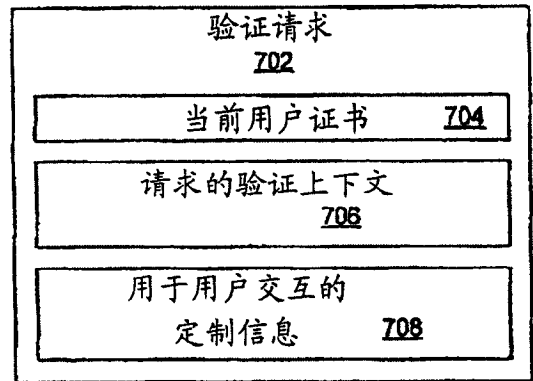 验证请求
702
当前用户证书 704
请求的验证上下文
706
用于用户交互的
定制信息 708